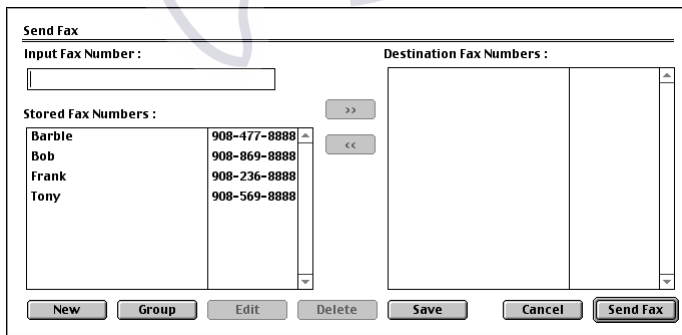 Send Fax
Input Fax Number :
Destination Fax Numbers :
>>
Stored Fax Numbers :
<<
Barble 908-477-8888
Bob 908-869-8888
Frank 908-236-8888
Tony 908-569-8888
New Group Edit Delete Save Cancel Send Fax